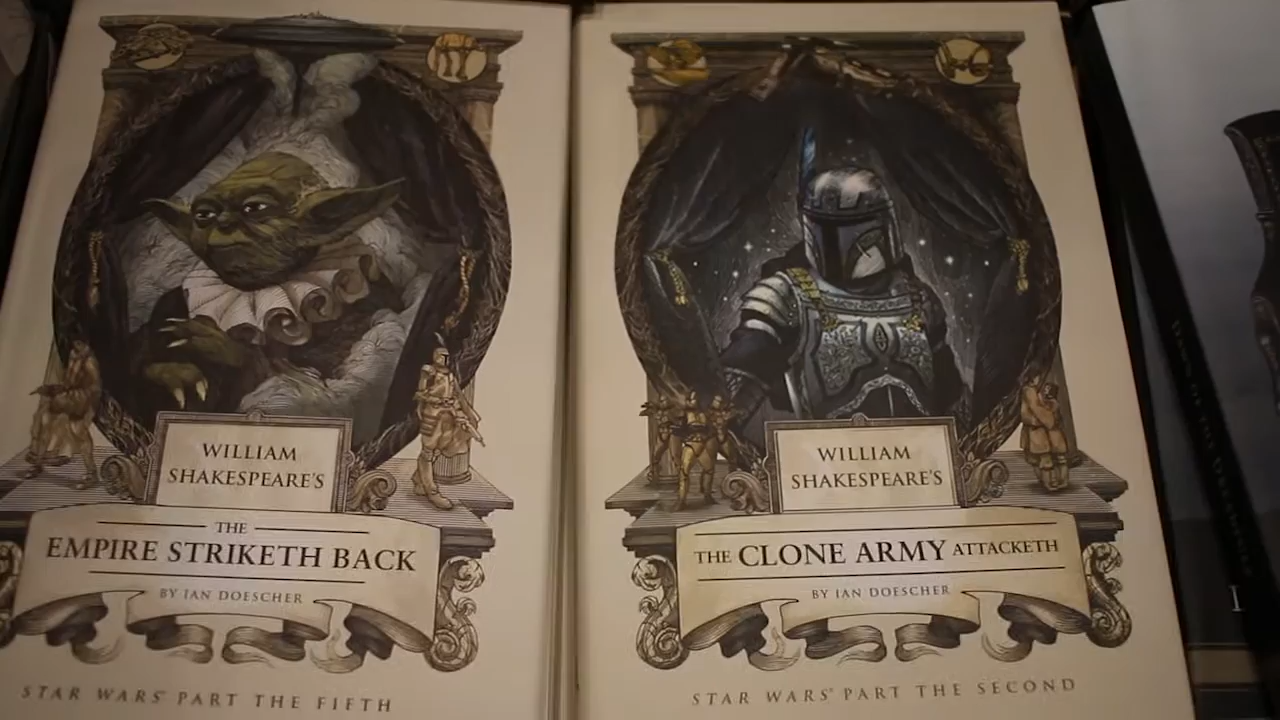 WILLIAM
SHAKESPEARE'S
THE
EMPIRE STRIKETH BACK
BY IAN DOESCHER
STAR WARS® PART THE FIFTH
WILLIAM
SHAKESPEARE'S
THE CLONE ARMY ATTACKETH
BY IAN DOESCHER
STAR WARS® PART THE SECOND